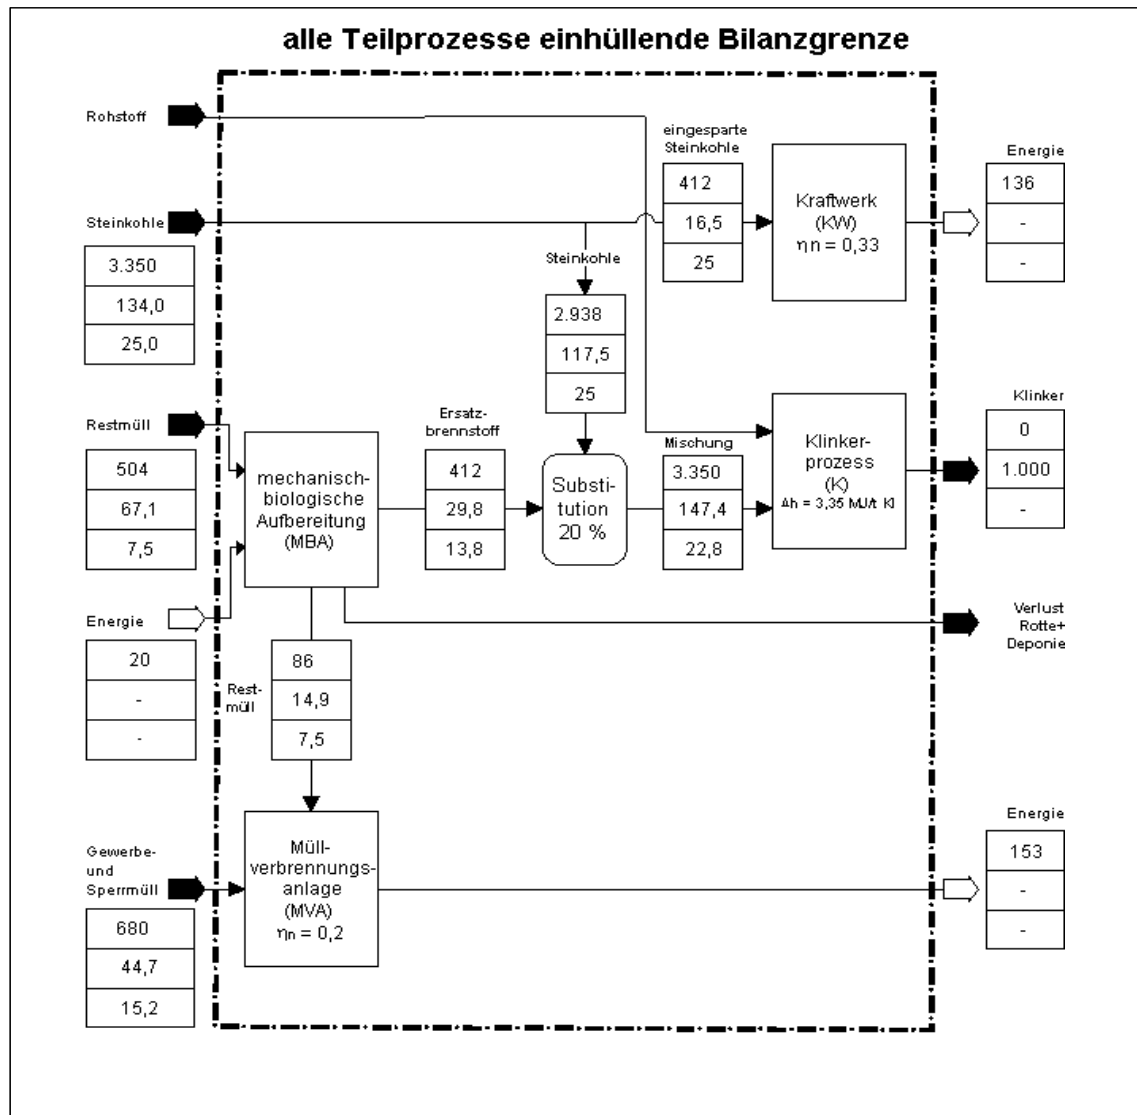 alle Teilprozesse einhüllende Bilanzgrenze
Rohstoff
eingesparte
Steinkohle
412
16,5
25
Kraftwerk
(KW)
ηn = 0,33
Energie
136
-
-
Steinkohle
3.350
134,0
25,0
Steinkohle
2.938
117,5
25
Restmüll
504
67,1
7,5
mechanisch-
biologische
Aufbereitung
(MBA)
Ersatz-
brennstoff
412
29,8
13,8
Substi-
tution
20 %
Mischung
3.350
147,4
22,8
Klinker-
prozess
(K)
Δh = 3,35 MJ/t Kl
Klinker
0
1.000
-
Energie
20
-
-
Rest-
müll
86
14,9
7,5
Verlust
Rotte+
Deponie
Gewerbe-
und
Sperrmüll
680
44,7
15,2
Müll-
verbrennungs-
anlage
(MVA)
ηn = 0,2
Energie
153
-
-